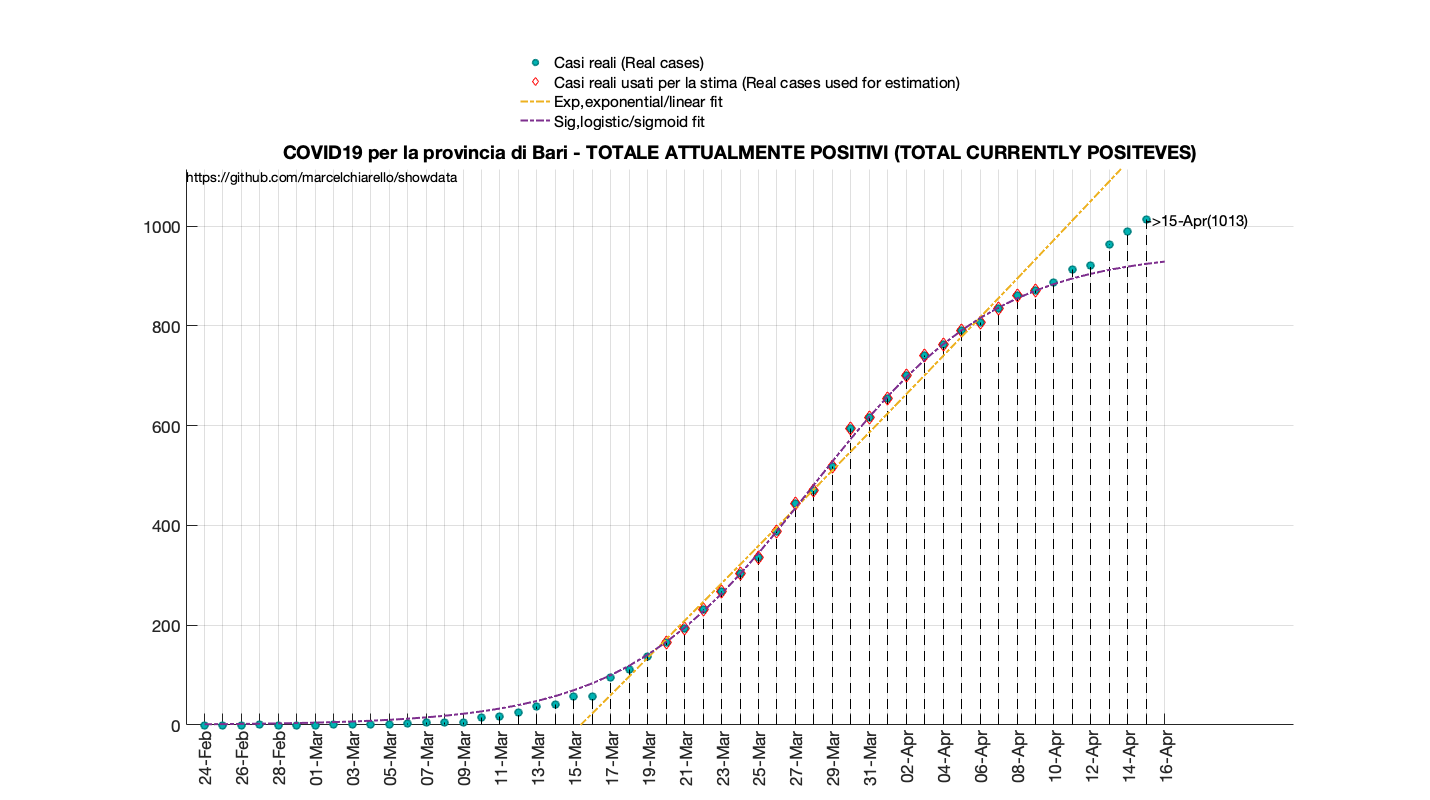 Casi reali (Real cases)
Casi reali usati per la stima (Real cases used for estimation)
Exp,exponential/linear fit
Sig,logistic/sigmoid fit
COVID19 per la provincia di Bari - TOTALE ATTUALMENTE POSITIVI (TOTAL CURRENTLY POSITEVES)
https://github.com/marcelchiarello/showdata
1000
->15-Apr(1013)
800
600
400
200
0
24-Feb
26-Feb
28-Feb
01-Mar
03-Mar
05-Mar
07-Mar
09-Mar
11-Mar
13-Mar
15-Mar
17-Mar
19-Mar
21-Mar
23-Mar
25-Mar
27-Mar
29-Mar
31-Mar
02-Apr
04-Apr
06-Apr
08-Apr
10-Apr
12-Apr
14-Apr
16-Apr